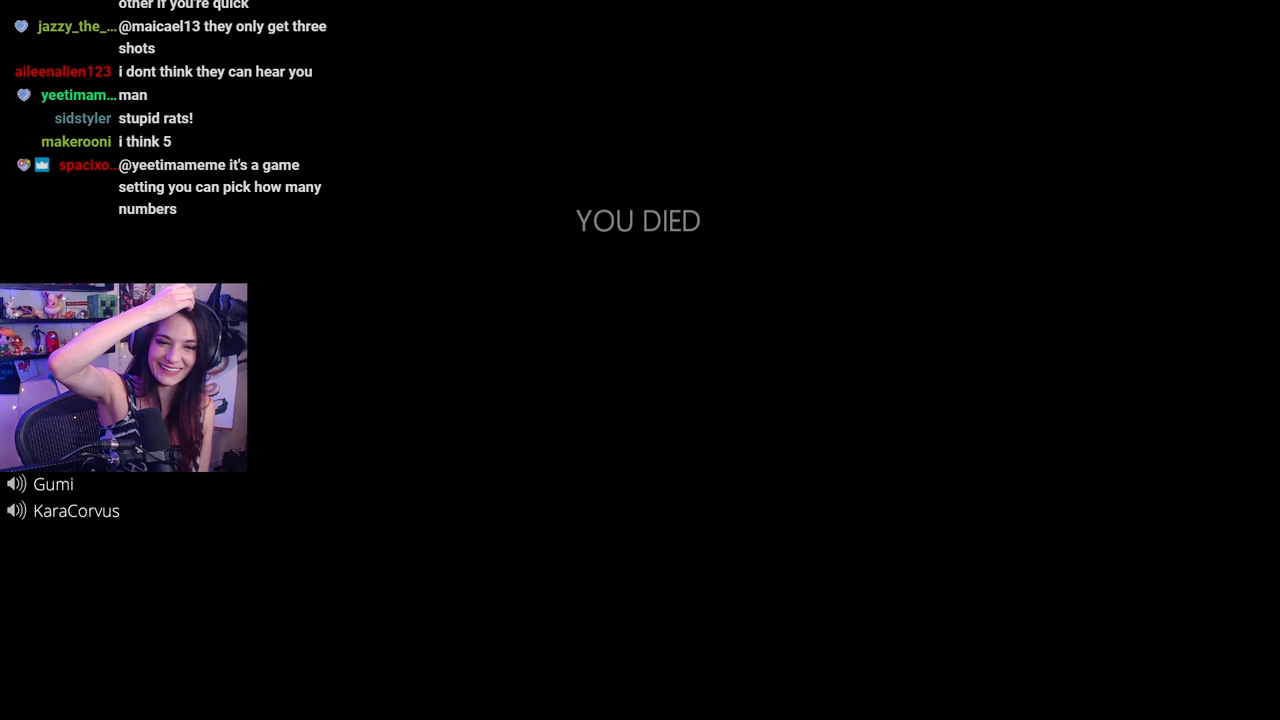 other if you're quick
jazzy_the_... @maicael13 they only get three
shots
aileenalien123 i dont think they can hear you
yeetimam... man
sidstyler stupid rats!
makerooni i think 5
spacixo... @yeetimameme it's a game
setting you can pick how many
numbers
YOU DIED
Gumi
KaraCorvus